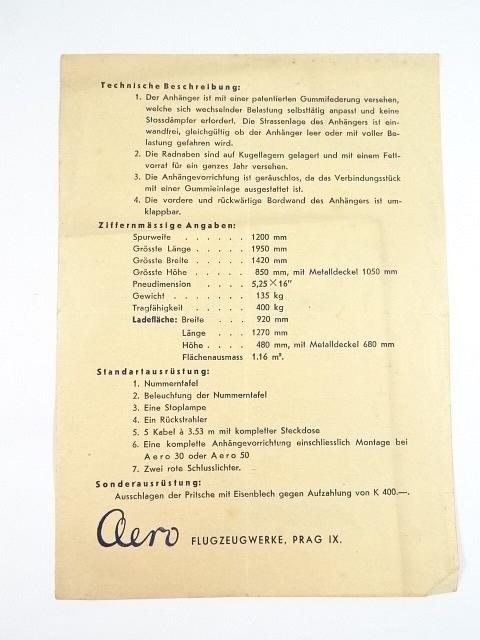 Technische Beschreibung:
1. Der Anhänger ist mit einer patentierten Gummifederung versehen,
welche sich wechselnder Belastung selbsttätig anpasst und keine
Stossdämpfer erfordert. Die Strassenlage des Anhängers ist ein-
wandfrei, gleichgültig ob der Anhänger leer oder mit voller Be-
lastung gefahren wird.
2. Die Radnaben sind auf Kugellagern gelagert und mit einem Fett-
vorrat für ein ganzes Jahr versehen.
3. Die Anhängevorrichtung ist geräuschlos, da das Verbindungsstück
mit einer Gummieinlage ausgestattet ist.
4. Die vordere und rückwärtige Bordwand des Anhängers ist um-
klappbar.
Ziffernmässige Angaben:
Spurweite . . . . . . 1200 mm
Grösste Länge . . . . . 1950 mm
Grösste Breite . . . . . 1420 mm
Grösste Höhe . . . . . 850 mm, mit Metalldeckel 1050 mm
Pneudimension . . . . 5,25×16"
Gewicht . . . . . . . 135 kg
Tragfähigkeit . . . . . 400 kg
Ladefläche: Breite . . . 920 mm
Länge . . . 1270 mm
Höhe . . . . 480 mm, mit Metalldeckel 680 mm
Flächenausmass 1.16 m².
Standartausrüstung:
1. Nummerntafel
2. Beleuchtung der Nummerntafel
3. Eine Stoplampe
4. Ein Rückstrahler
5. 5 Kabel à 3.53 m mit kompletter Steckdose
6. Eine komplette Anhängevorrichtung einschliesslich Montage bei
Aero 30 oder Aero 50
7. Zwei rote Schlusslichter.
Sonderausrüstung:
Ausschlagen der Pritsche mit Eisenblech gegen Aufzahlung von K 400.—.
Aero FLUGZEUGWERKE, PRAG IX.